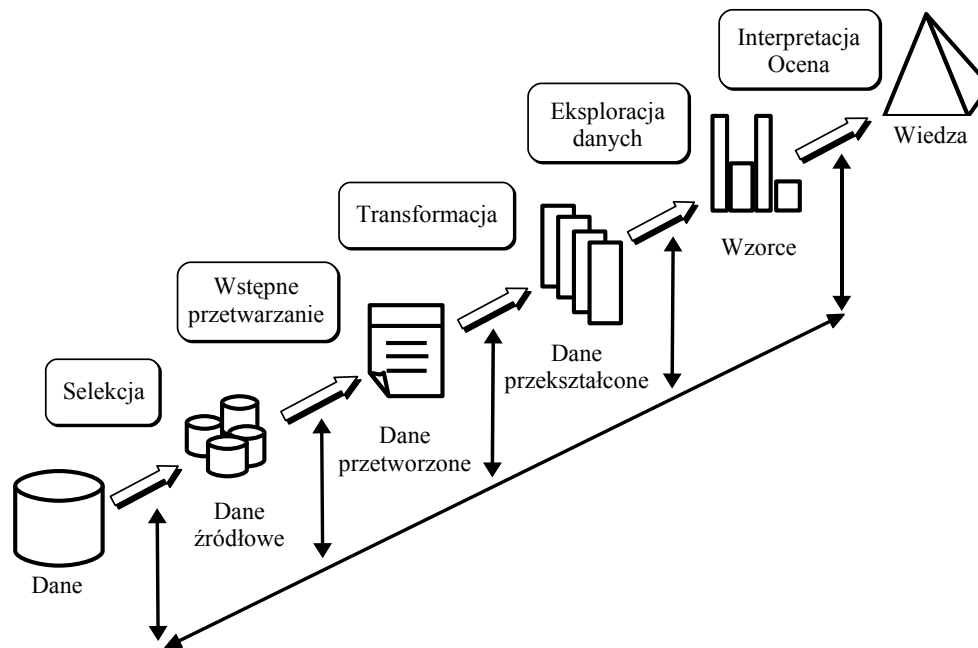 Interpretacja
Ocena
Wiedza
Eksploracja
danych
Wzorce
Transformacja
Dane
przekształcone
Wstępne
przetwarzanie
Dane
przetworzone
Selekcja
Dane
źródłowe
Dane